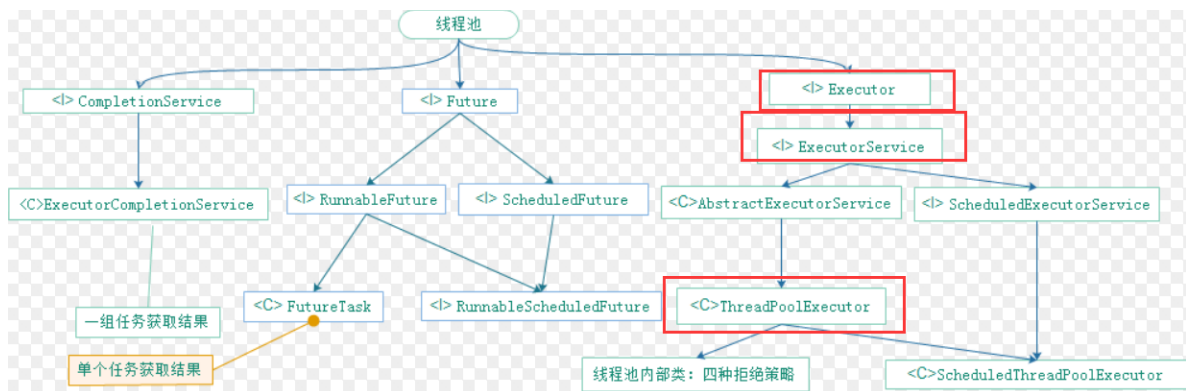 线程池
<I> CompletionService
<I> Future
<I> Executor
<I> ExecutorService
<C>ExecutorCompletionService
<I> RunnableFuture
<I> ScheduledFuture
<C>AbstractExecutorService
<I> ScheduledExecutorService
<C> FutureTask
<I> RunnableScheduledFuture
<C>ThreadPoolExecutor
一组任务获取结果
单个任务获取结果
线程池内部类：四种拒绝策略
<C>ScheduledThreadPoolExecutor